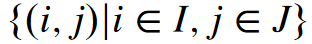 {(i, j)|i ∈ I, j ∈ J}